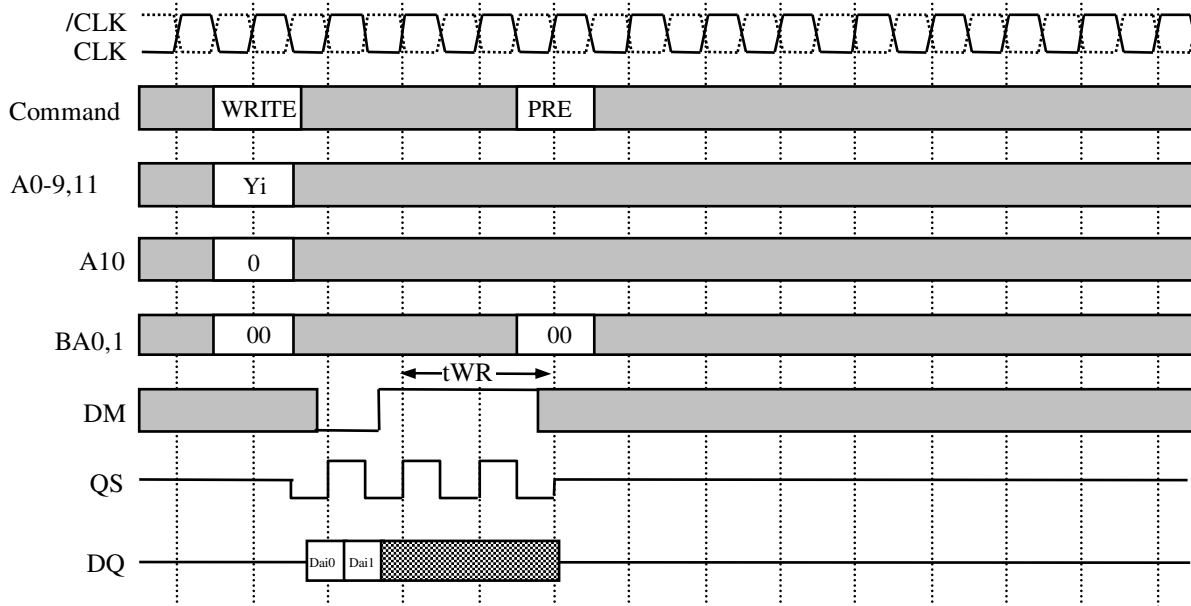 /CLK
CLK
Command WRITE PRE
A0-9,11 Yi
A10 0
BA0,1 00 00
tWR
DM
QS
DQ Dai0 Dai1